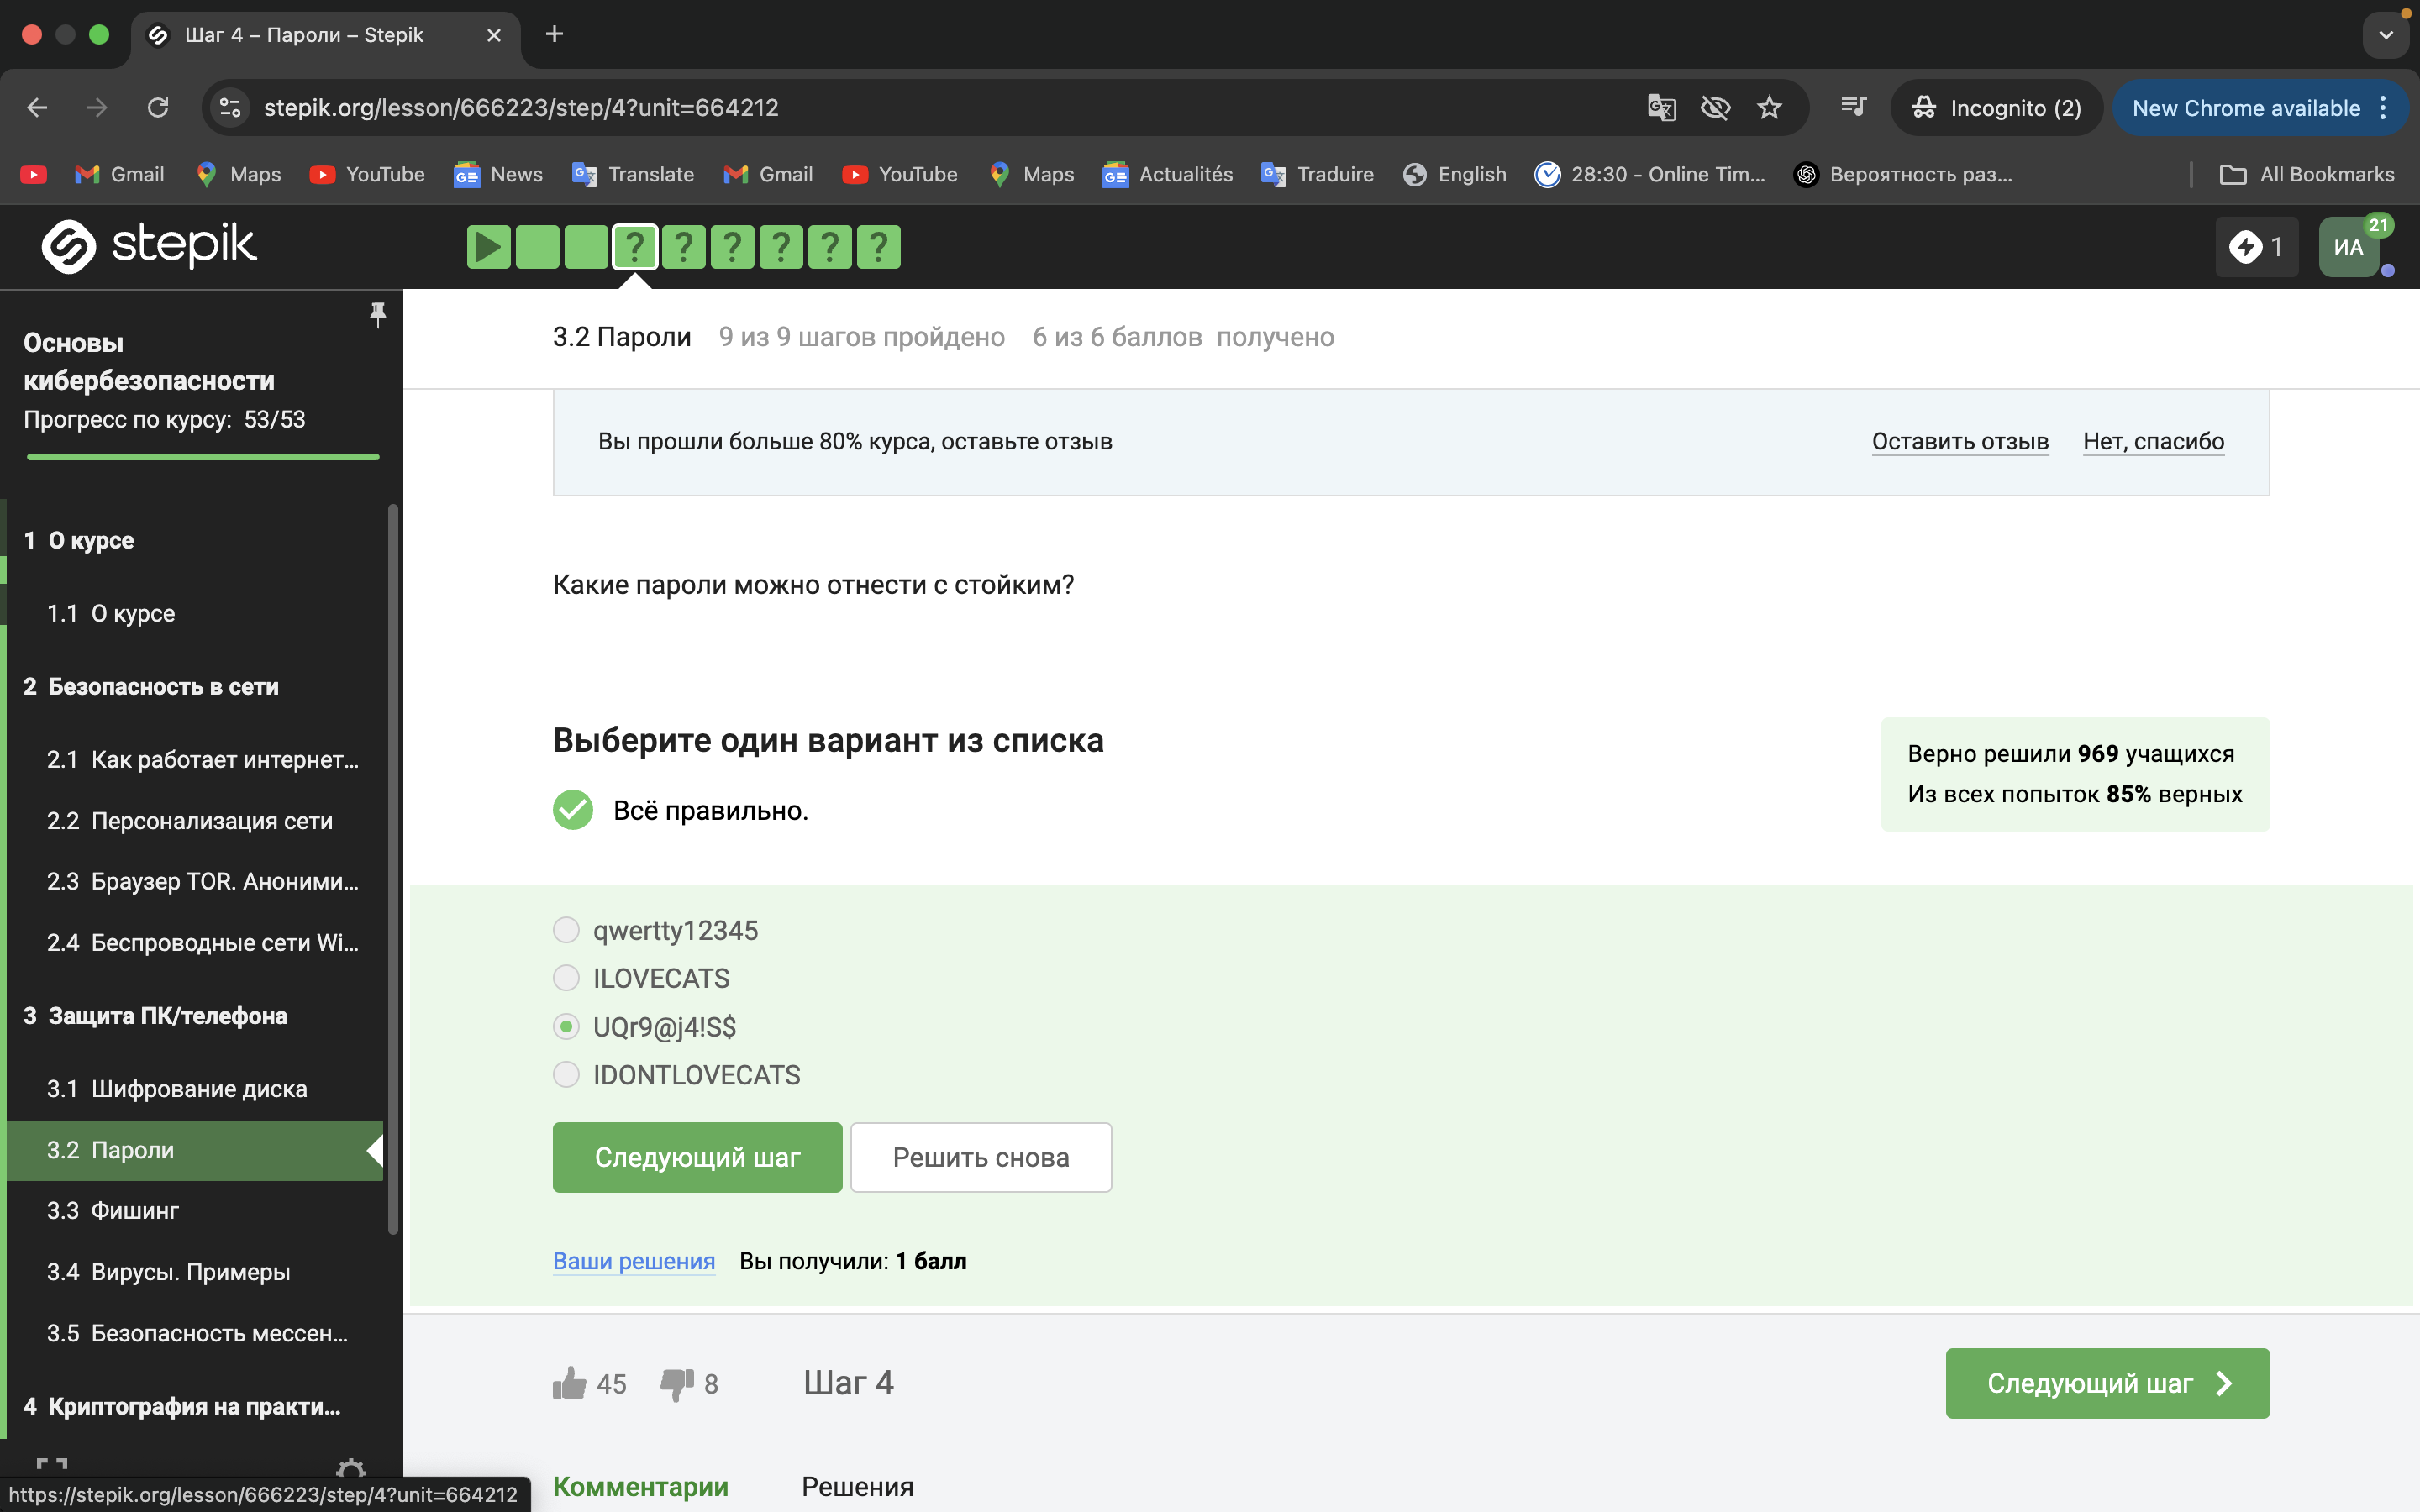 Шаг 4 – Пароли – Stepik
stepik.org/lesson/666223/step/4?unit=664212
Incognito (2)
New Chrome available
Gmail
Maps
YouTube
News
Translate
Gmail
YouTube
Maps
Actualités
Traduire
English
28:30 - Online Tim...
Вероятность раз...
All Bookmarks
stepik
? ? ? ? ? ?
1
ИА
21
Основы
кибербезопасности
Прогресс по курсу: 53/53
1 О курсе
1.1 О курсе
2 Безопасность в сети
2.1 Как работает интернет...
2.2 Персонализация сети
2.3 Браузер TOR. Аноними...
2.4 Беспроводные сети Wi...
3 Защита ПК/телефона
3.1 Шифрование диска
3.2 Пароли
3.3 Фишинг
3.4 Вирусы. Примеры
3.5 Безопасность мессен...
4 Криптография на практи...
https://stepik.org/lesson/666223/step/4?unit=664212
3.2 Пароли 9 из 9 шагов пройдено 6 из 6 баллов получено
Вы прошли больше 80% курса, оставьте отзыв
Оставить отзыв
Нет, спасибо
Какие пароли можно отнести с стойким?
Выберите один вариант из списка
Всё правильно.
Верно решили 969 учащихся
Из всех попыток 85% верных
qwertty12345
ILOVECATS
UQr9@j4!S$
IDONTLOVECATS
Следующий шаг
Решить снова
Ваши решения Вы получили: 1 балл
45
8
Шаг 4
Следующий шаг
Комментарии
Решения